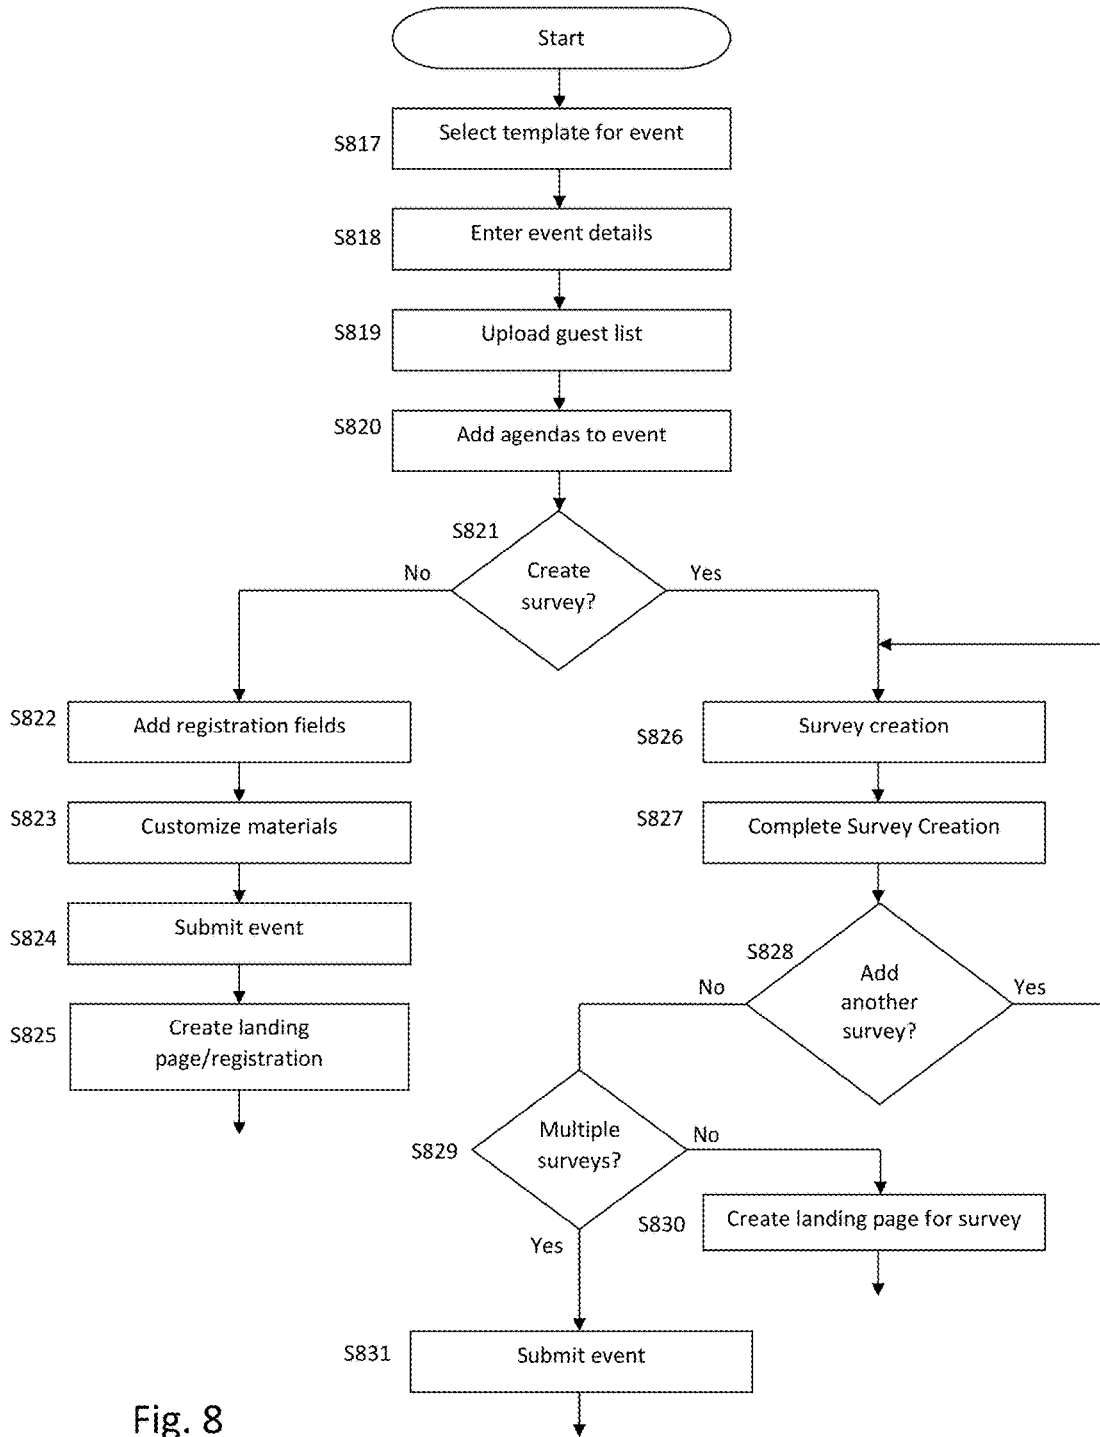 Start
S817
Select template for event
S818
Enter event details
S819
Upload guest list
S820
Add agendas to event
S821
No
Create
survey?
Yes
S822
Add registration fields
S823
Customize materials
S824
Submit event
S825
Create landing
page/registration
S826
Survey creation
S827
Complete Survey Creation
S828
No
Add
another
survey?
Yes
S829
Multiple
surveys?
No
Yes
S830
Create landing page for survey
S831
Submit event
Fig. 8